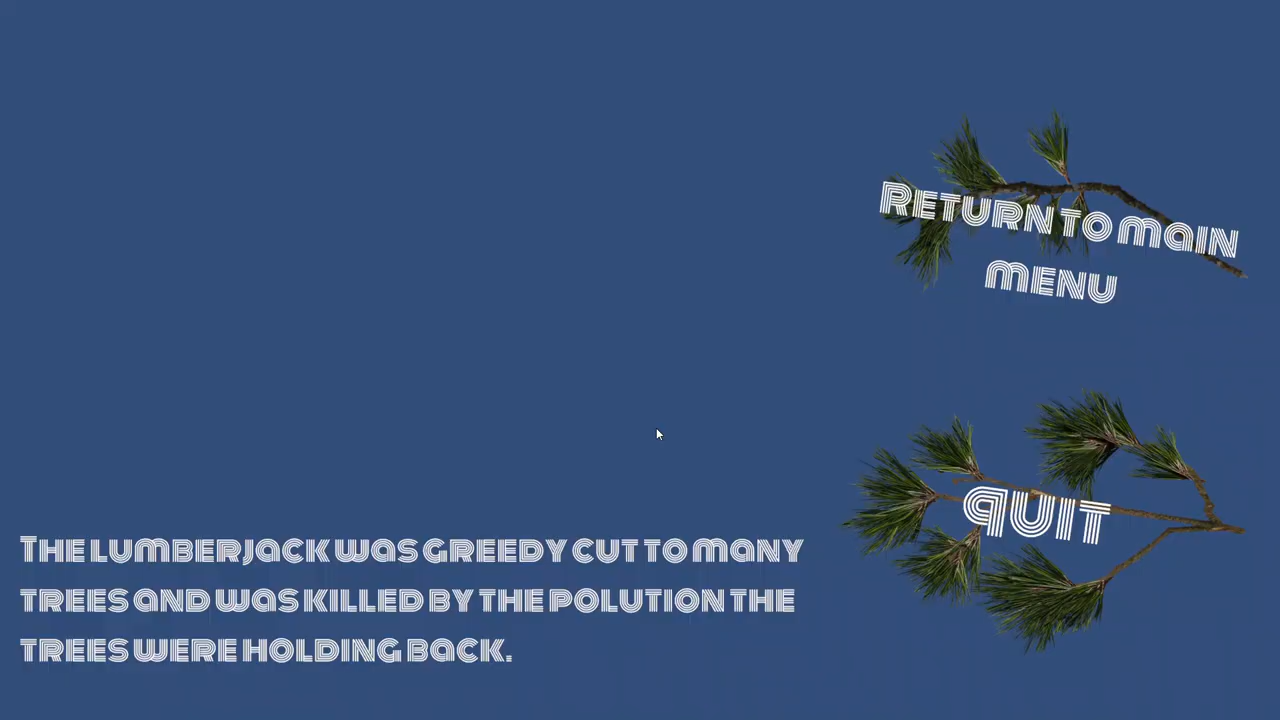 Return to main
menu
Quit
The lumberjack was greedy cut to many
trees and was killed by the polution the
trees were holding back.